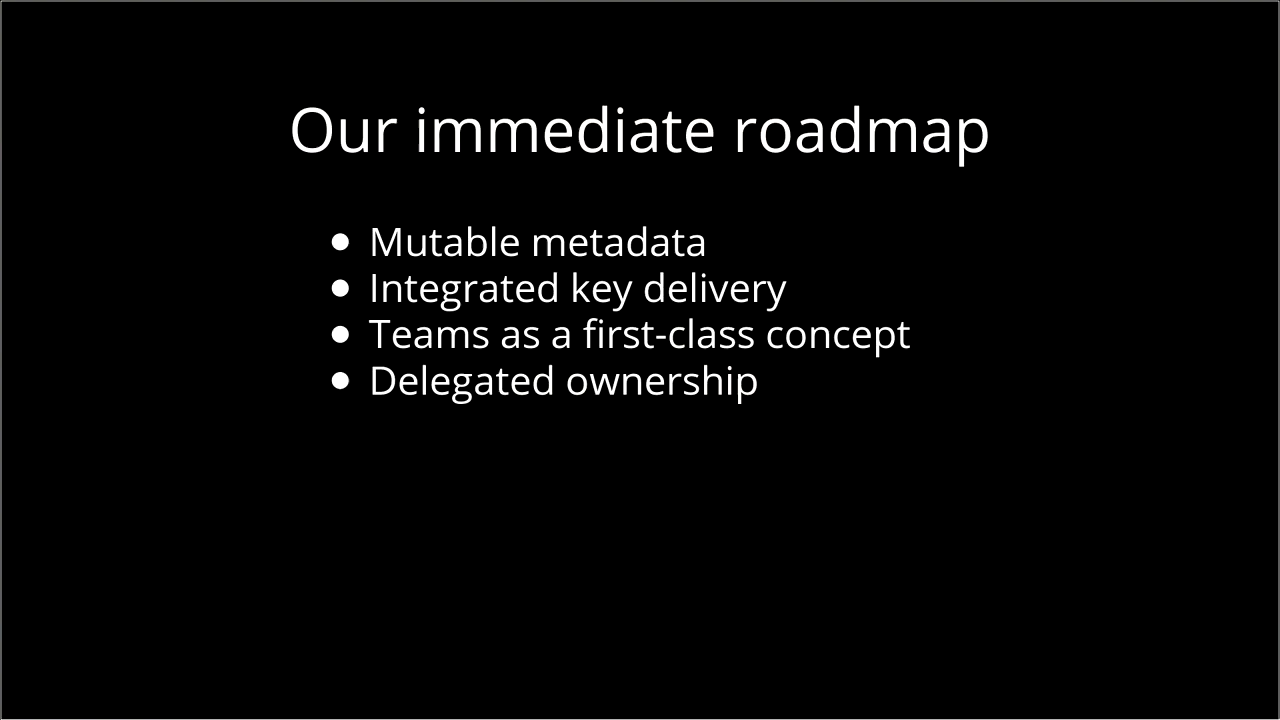 Our immediate roadmap
● Mutable metadata
● Integrated key delivery
● Teams as a first-class concept
● Delegated ownership